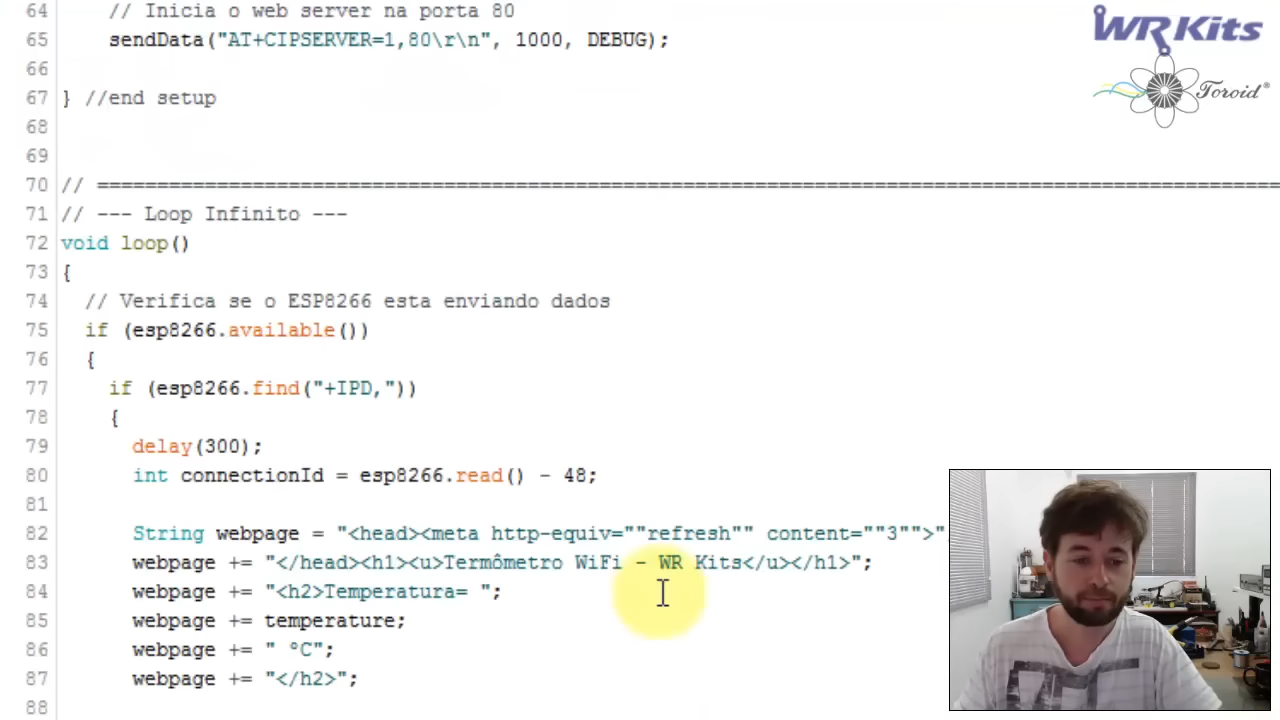 64 // Inicia o web server na porta 80
65 sendData("AT+CIPSERVER=1,80\r\n", 1000, DEBUG);
66
67 } //end setup
68
69
70 // ====================================================================================================
71 // --- Loop Infinito ---
72 void loop()
73 {
74 // Verifica se o ESP8266 esta enviando dados
75 if (esp8266.available())
76 {
77 if (esp8266.find("+IPD,"))
78 {
79 delay(300);
80 int connectionId = esp8266.read() - 48;
81
82 String webpage = "<head><meta http-equiv=""refresh"" content=""3"">"
83 webpage += "</head><h1><u>Termômetro WiFi - WR Kits</u></h1>";
84 webpage += "<h2>Temperatura= ";
85 webpage += temperature;
86 webpage += " ºC";
87 webpage += "</h2>";
88
WR Kits
Toroid®